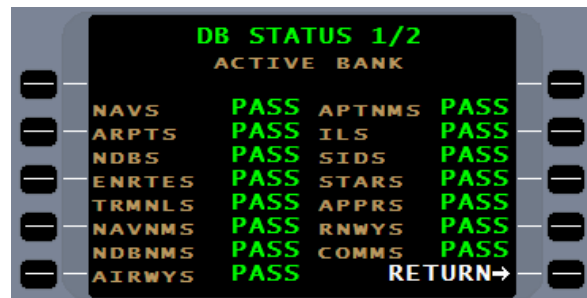 DB STATUS 1/2
ACTIVE BANK
NAVS PASS APTNMS PASS
ARPTS PASS ILS PASS
NDBS PASS SIDS PASS
ENRTES PASS STARS PASS
TRMNLS PASS APPRS PASS
NAVNMS PASS RNWYS PASS
NDBNMS PASS COMMS PASS
AIRWYS PASS RETURN→